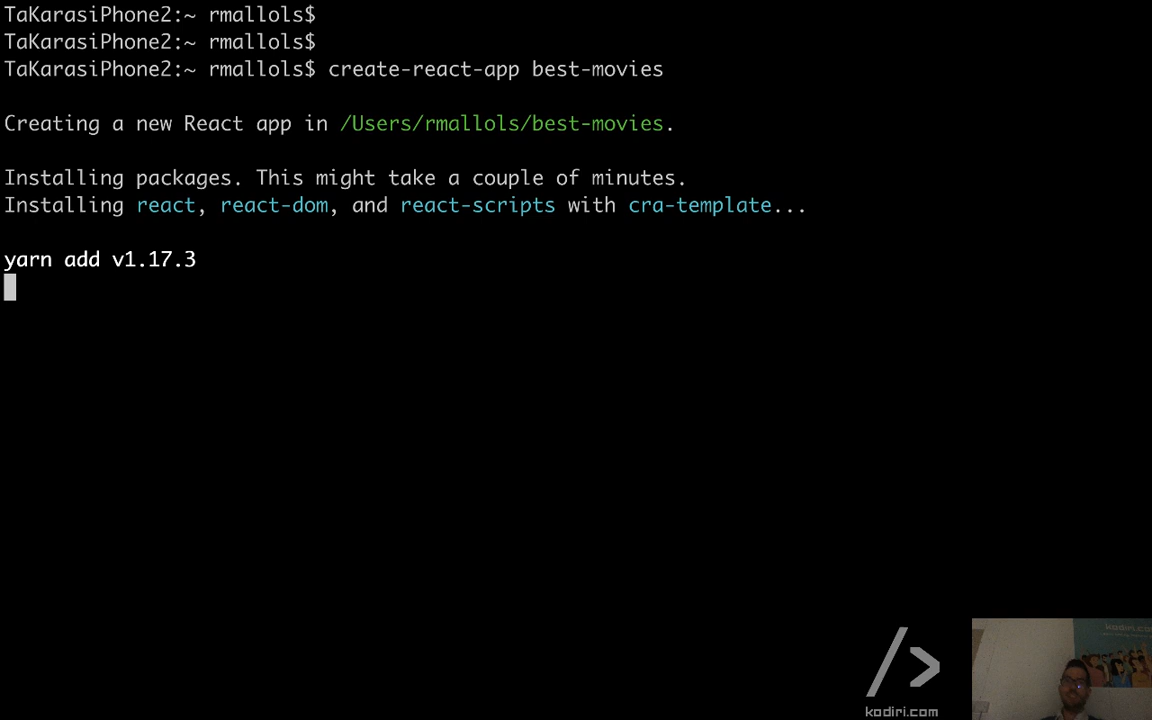 TaKarasiPhone2:~ rmallols$
TaKarasiPhone2:~ rmallols$
TaKarasiPhone2:~ rmallols$ create-react-app best-movies
Creating a new React app in /Users/rmallols/best-movies.
Installing packages. This might take a couple of minutes.
Installing react, react-dom, and react-scripts with cra-template...
yarn add v1.17.3
/>
kodiri.com
kodiri.com